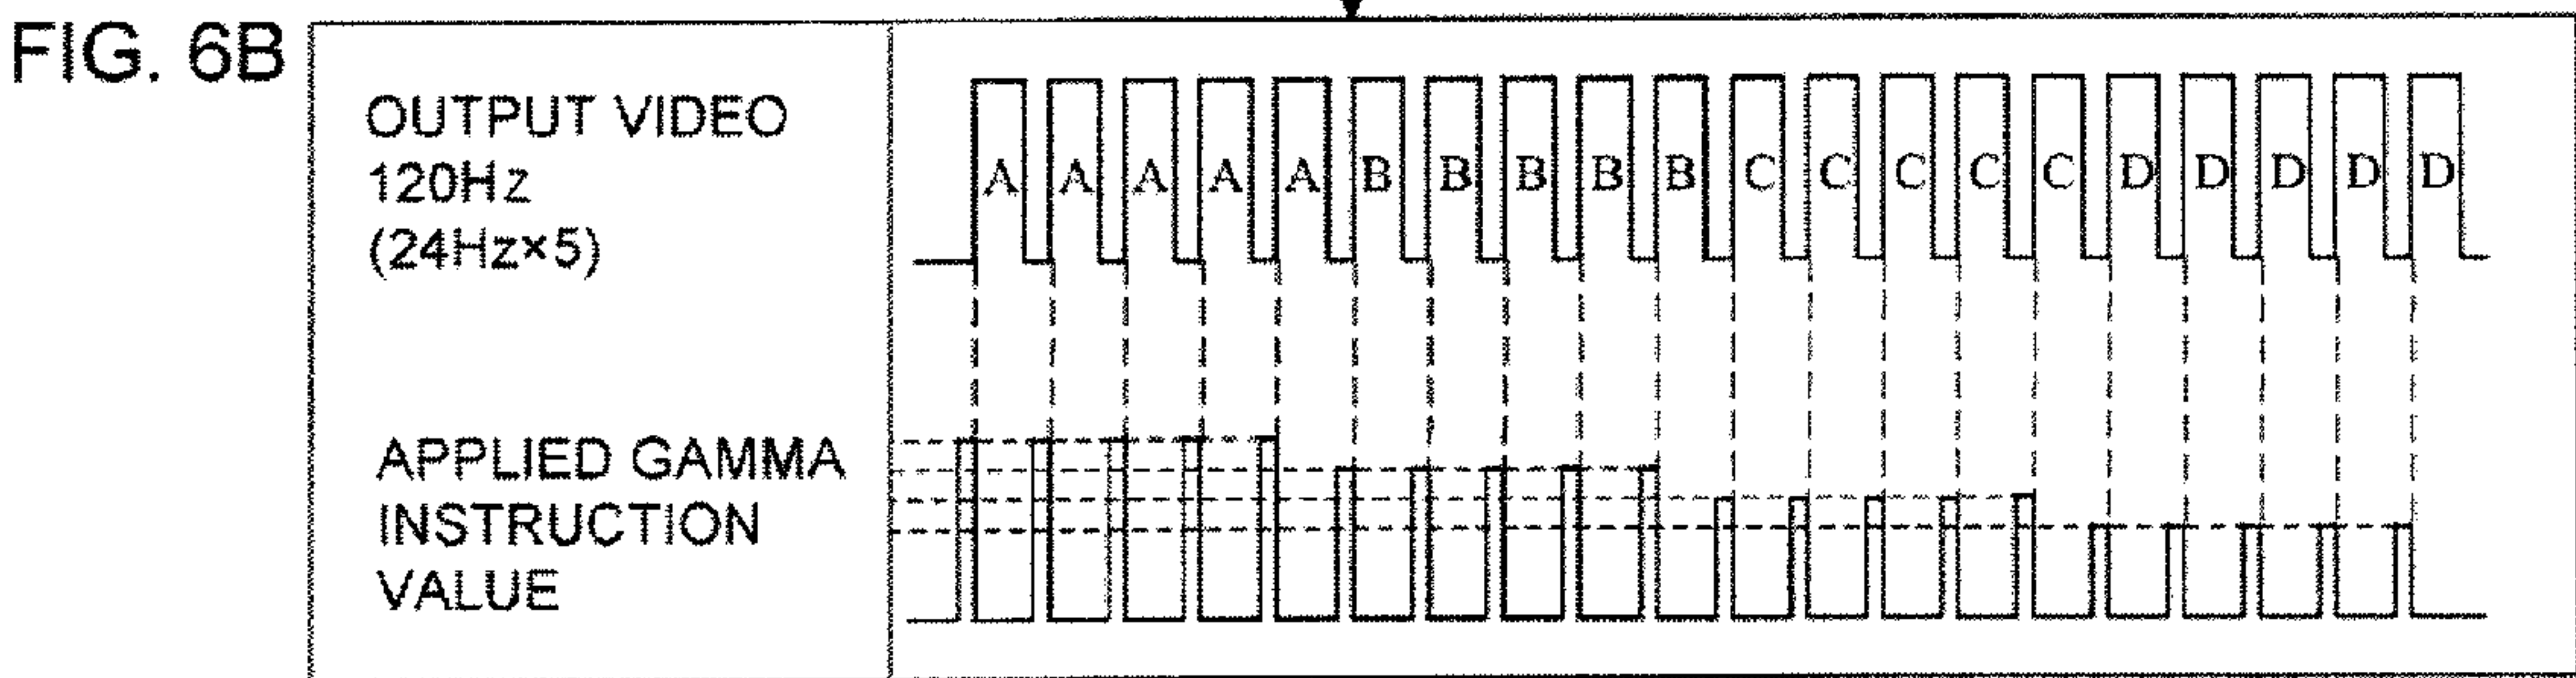 FIG. 6B
OUTPUT VIDEO
120Hz
(24Hz×5)
A A A A A B B B B B C C C C C D D D D D
APPLIED GAMMA
INSTRUCTION
VALUE